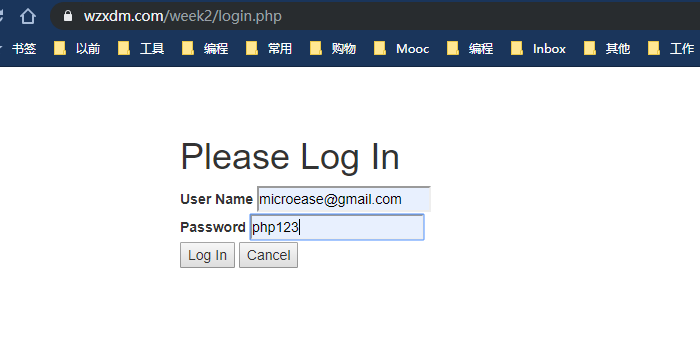 wzxdm.com/week2/login.php
书签 以前 工具 编程 常用 购物 Mooc 编程 Inbox 其他 工作
Please Log In
User Name microease@gmail.com
Password php123
Log In Cancel